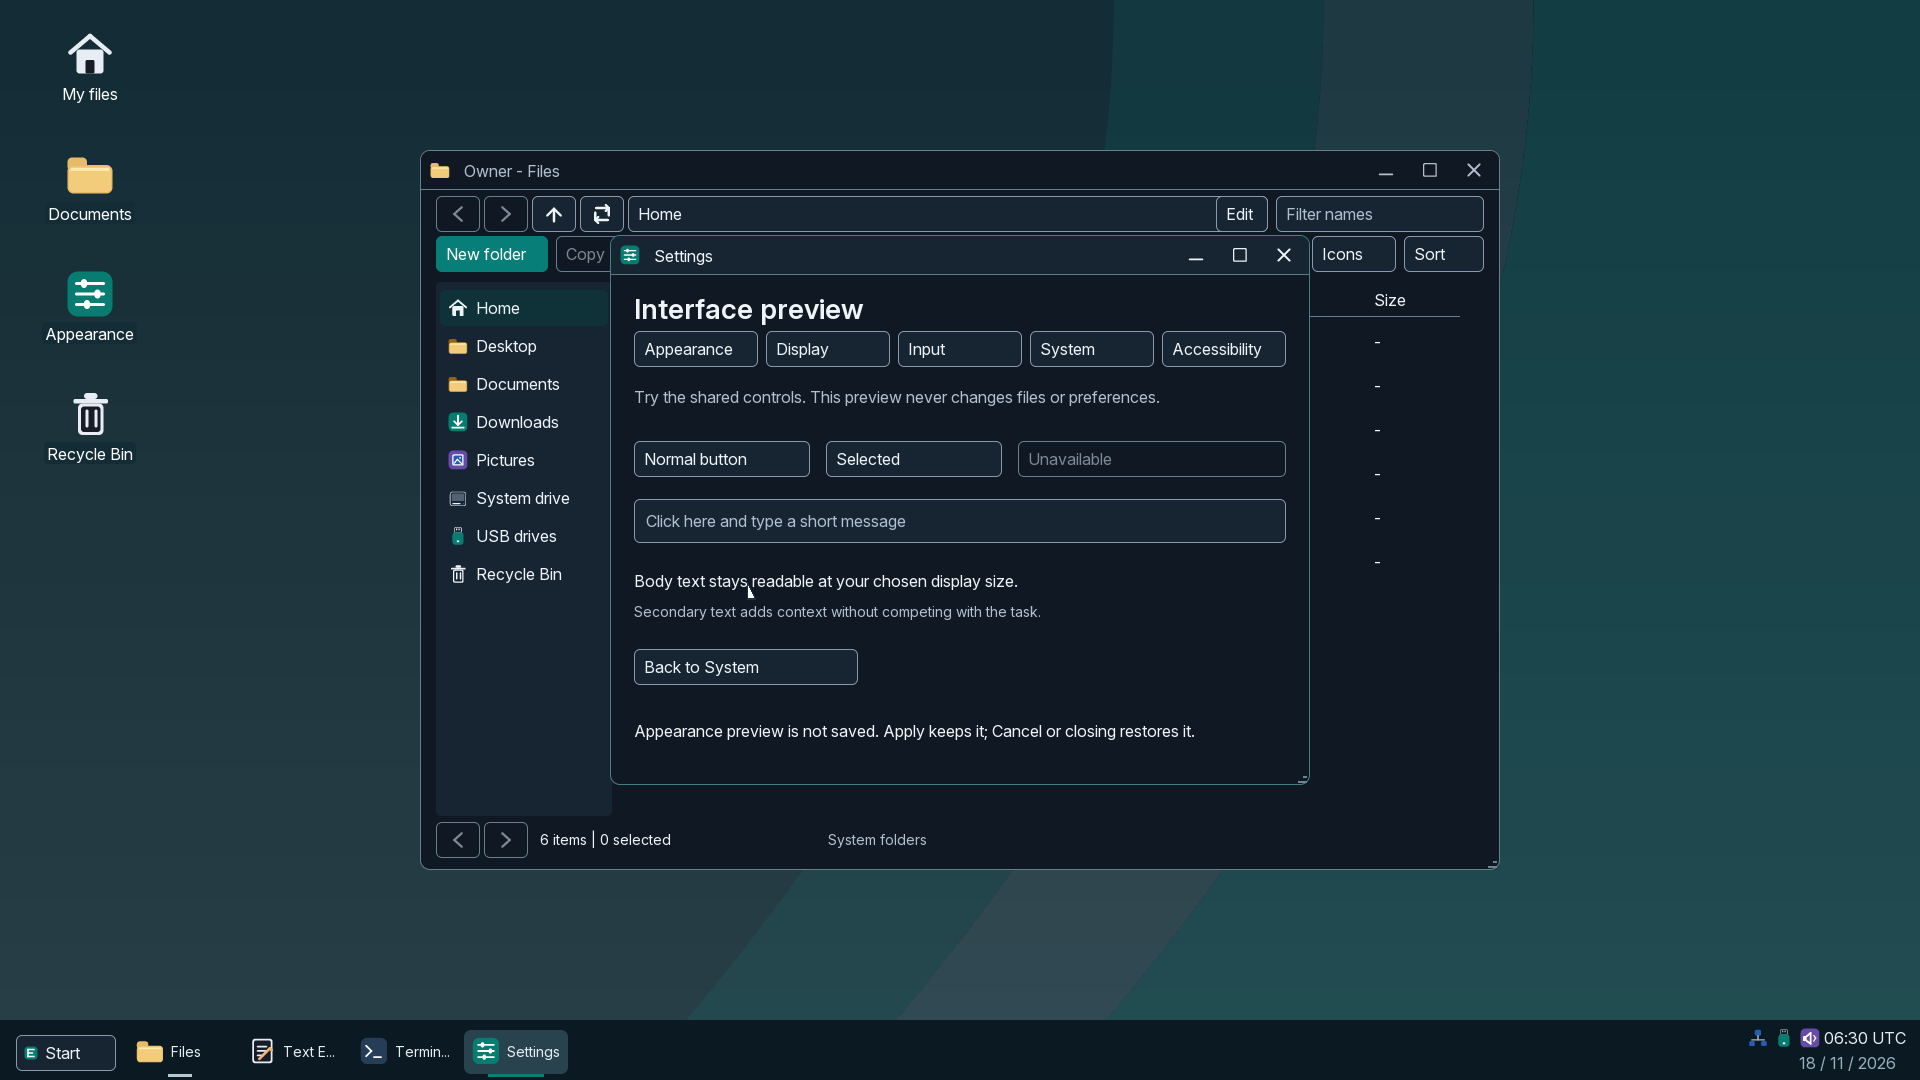 My files
Documents
Appearance
Recycle Bin
Owner - Files
Home
Edit
Filter names
New folder
Copy
Icons
Sort
Size
Home
Desktop
Documents
Downloads
Pictures
System drive
USB drives
Recycle Bin
-
-
-
-
-
-
Settings
Interface preview
Appearance
Display
Input
System
Accessibility
Try the shared controls. This preview never changes files or preferences.
Normal button
Selected
Unavailable
Click here and type a short message
Body text stays readable at your chosen display size.
Secondary text adds context without competing with the task.
Back to System
Appearance preview is not saved. Apply keeps it; Cancel or closing restores it.
6 items | 0 selected
System folders
E Start
Files
Text E...
Termin...
Settings
06:30 UTC
18 / 11 / 2026